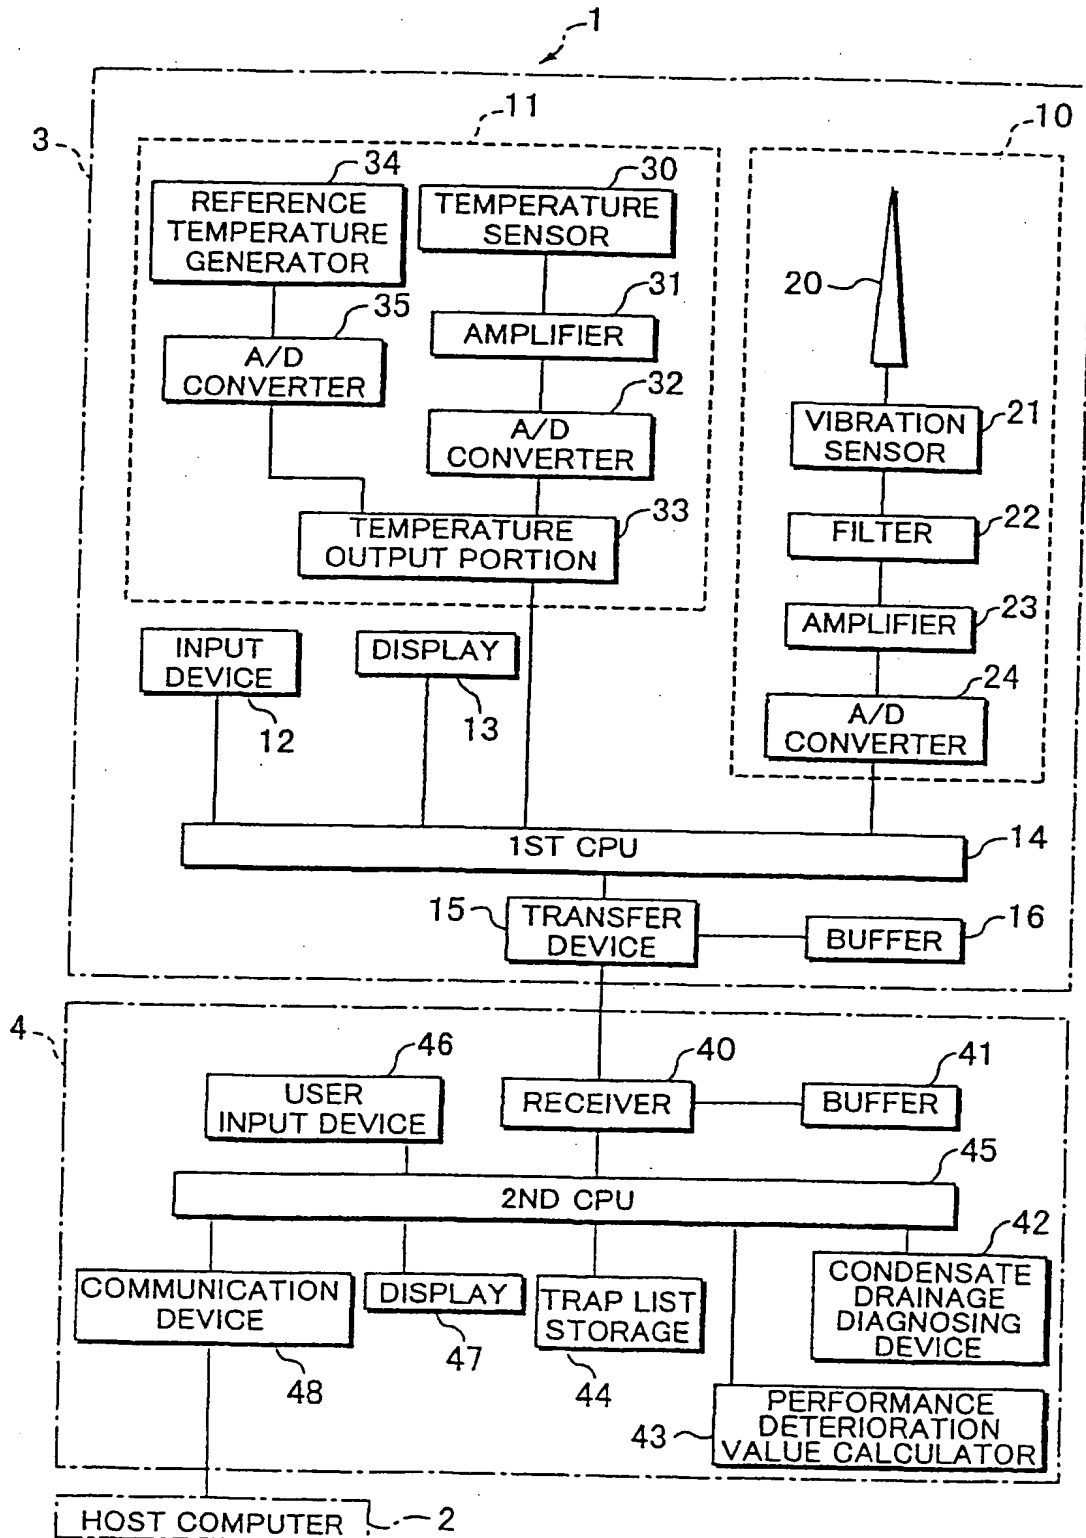 1
11
10
3
34
30
REFERENCE
TEMPERATURE
GENERATOR
TEMPERATURE
SENSOR
20
35
31
A/D
CONVERTER
AMPLIFIER
32
A/D
CONVERTER
VIBRATION
SENSOR
21
33
TEMPERATURE
OUTPUT PORTION
FILTER
22
INPUT
DEVICE
DISPLAY
AMPLIFIER
23
12
13
24
A/D
CONVERTER
1ST CPU
14
15
TRANSFER
DEVICE
BUFFER
16
4
46
40
41
USER
INPUT DEVICE
RECEIVER
BUFFER
45
2ND CPU
42
COMMUNICATION
DEVICE
DISPLAY
TRAP LIST
STORAGE
CONDENSATE
DRAINAGE
DIAGNOSING
DEVICE
48
47
44
43
PERFORMANCE
DETERIORATION
VALUE CALCULATOR
HOST COMPUTER
2